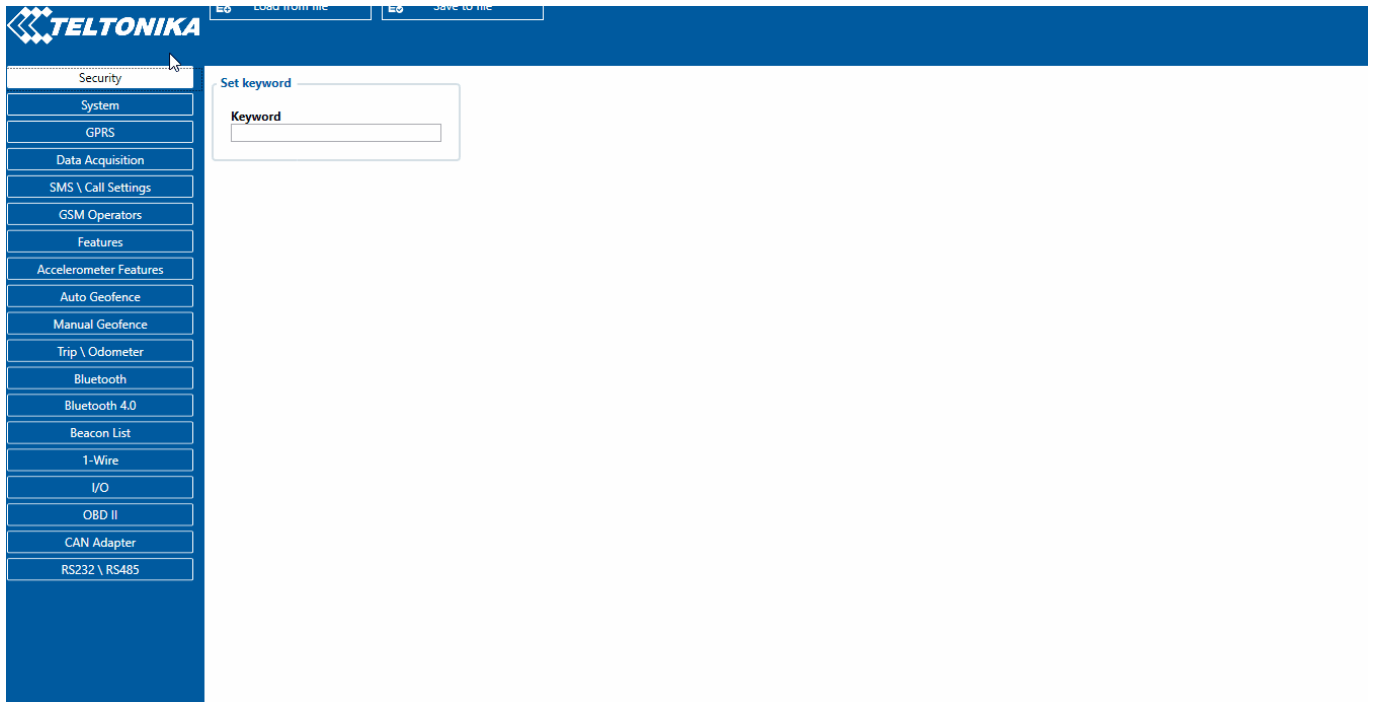 Load from file
Save to file
TELTONIKA
Security
System
GPRS
Data Acquisition
SMS \ Call Settings
GSM Operators
Features
Accelerometer Features
Auto Geofence
Manual Geofence
Trip \ Odometer
Bluetooth
Bluetooth 4.0
Beacon List
1-Wire
I/O
OBD II
CAN Adapter
RS232 \ RS485
Set keyword
Keyword